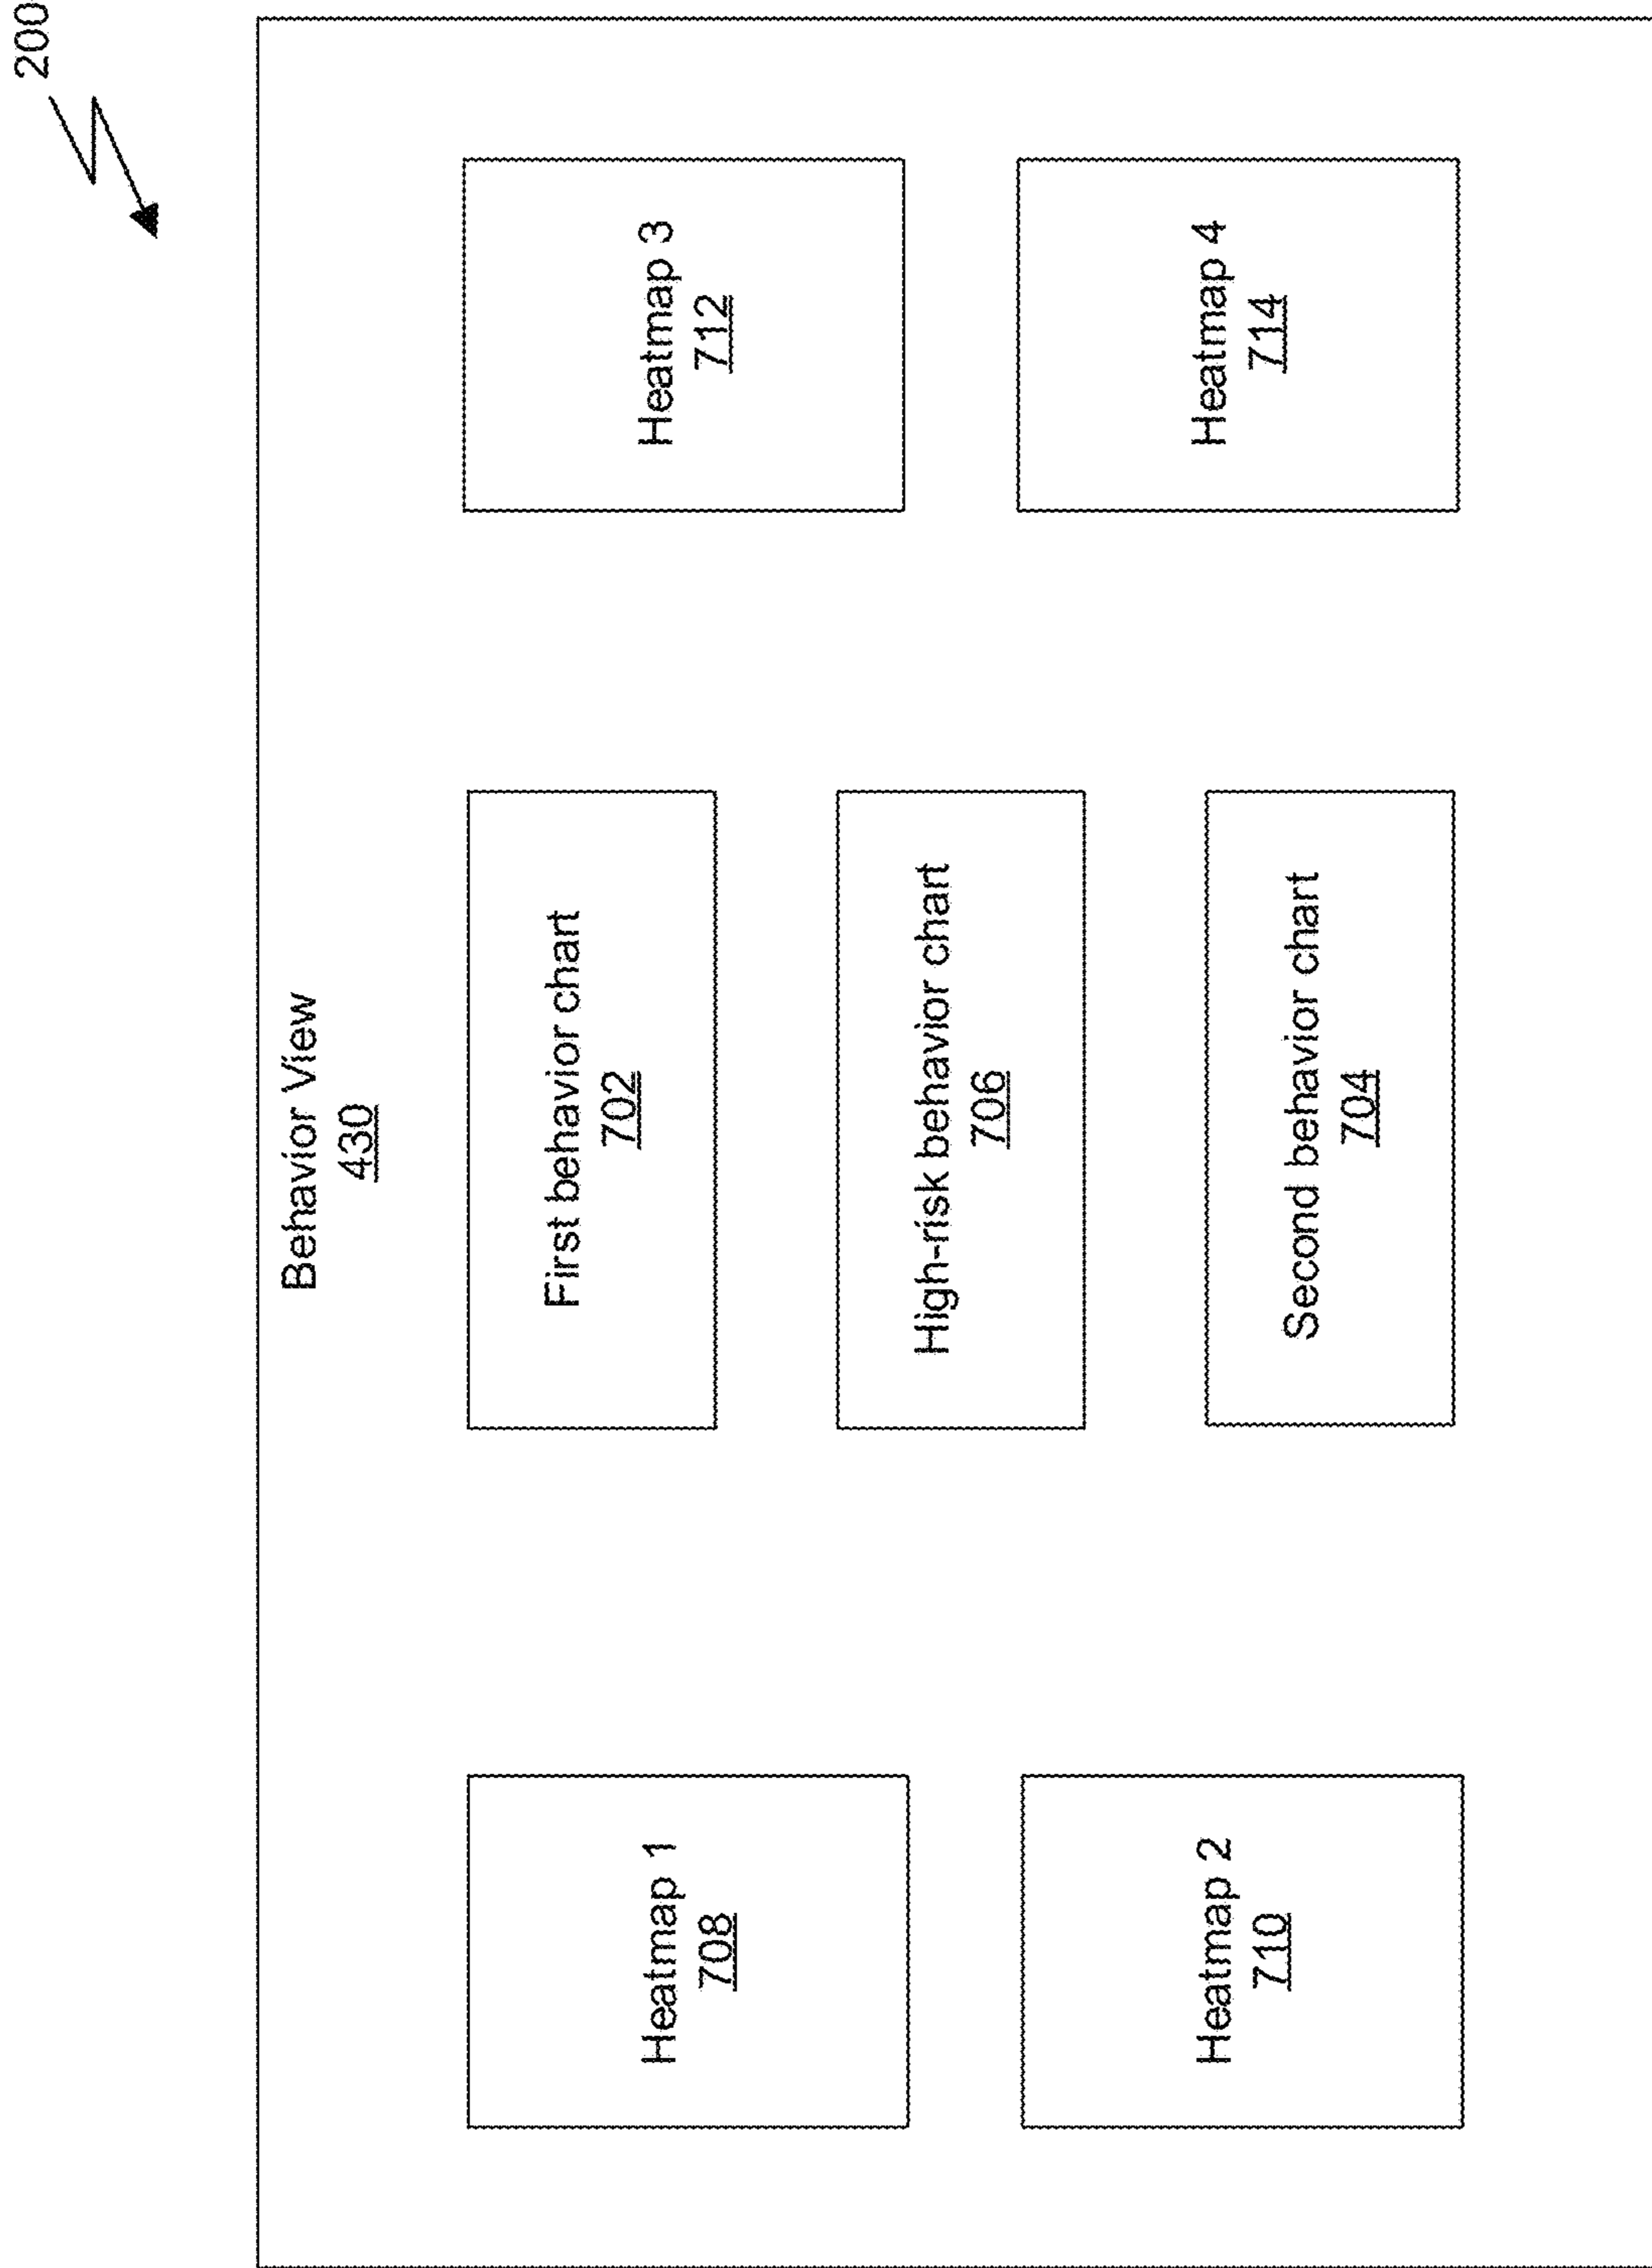 200
Behavior View
430
Heatmap 1
708
First behavior chart
702
Heatmap 3
712
High-risk behavior chart
706
Heatmap 2
710
Second behavior chart
704
Heatmap 4
714